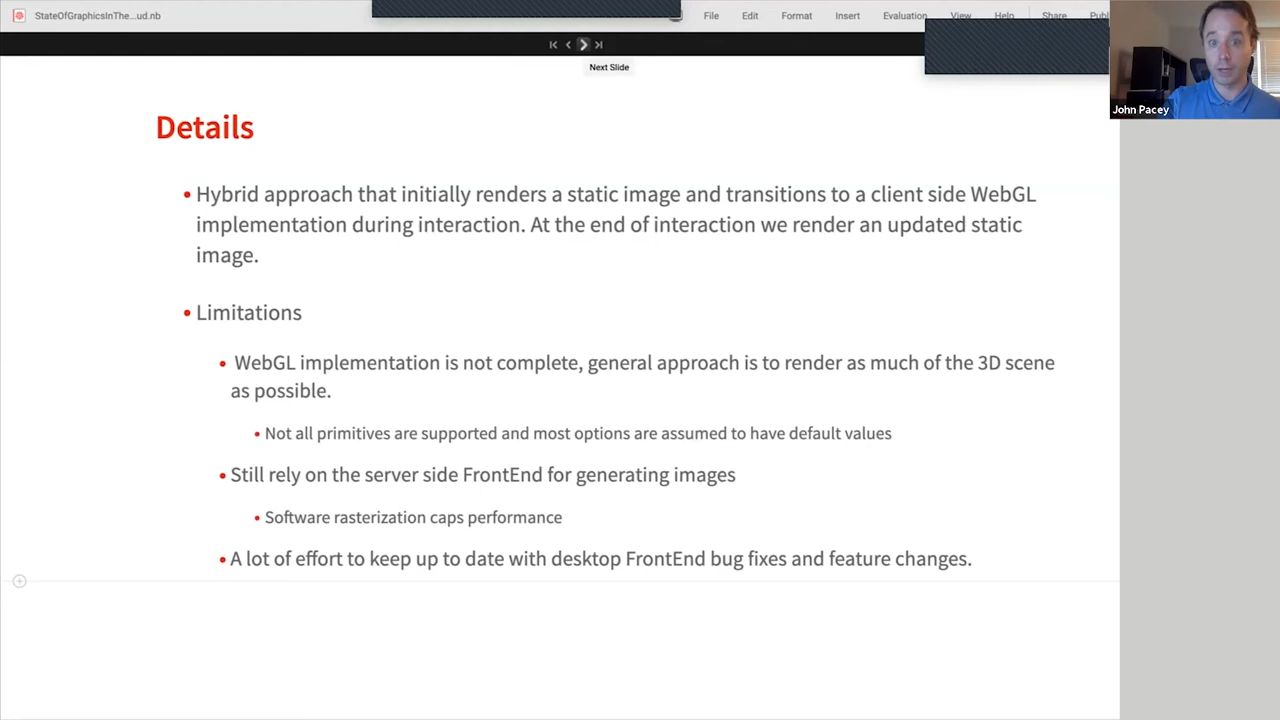 StateOfGraphicsInThe...ud.nb
File Edit Format Insert Evaluation View Help Share
Next Slide
John Pacey
Details
• Hybrid approach that initially renders a static image and transitions to a client side WebGL
implementation during interaction. At the end of interaction we render an updated static
image.
• Limitations
• WebGL implementation is not complete, general approach is to render as much of the 3D scene
as possible.
• Not all primitives are supported and most options are assumed to have default values
• Still rely on the server side FrontEnd for generating images
• Software rasterization caps performance
• A lot of effort to keep up to date with desktop FrontEnd bug fixes and feature changes.